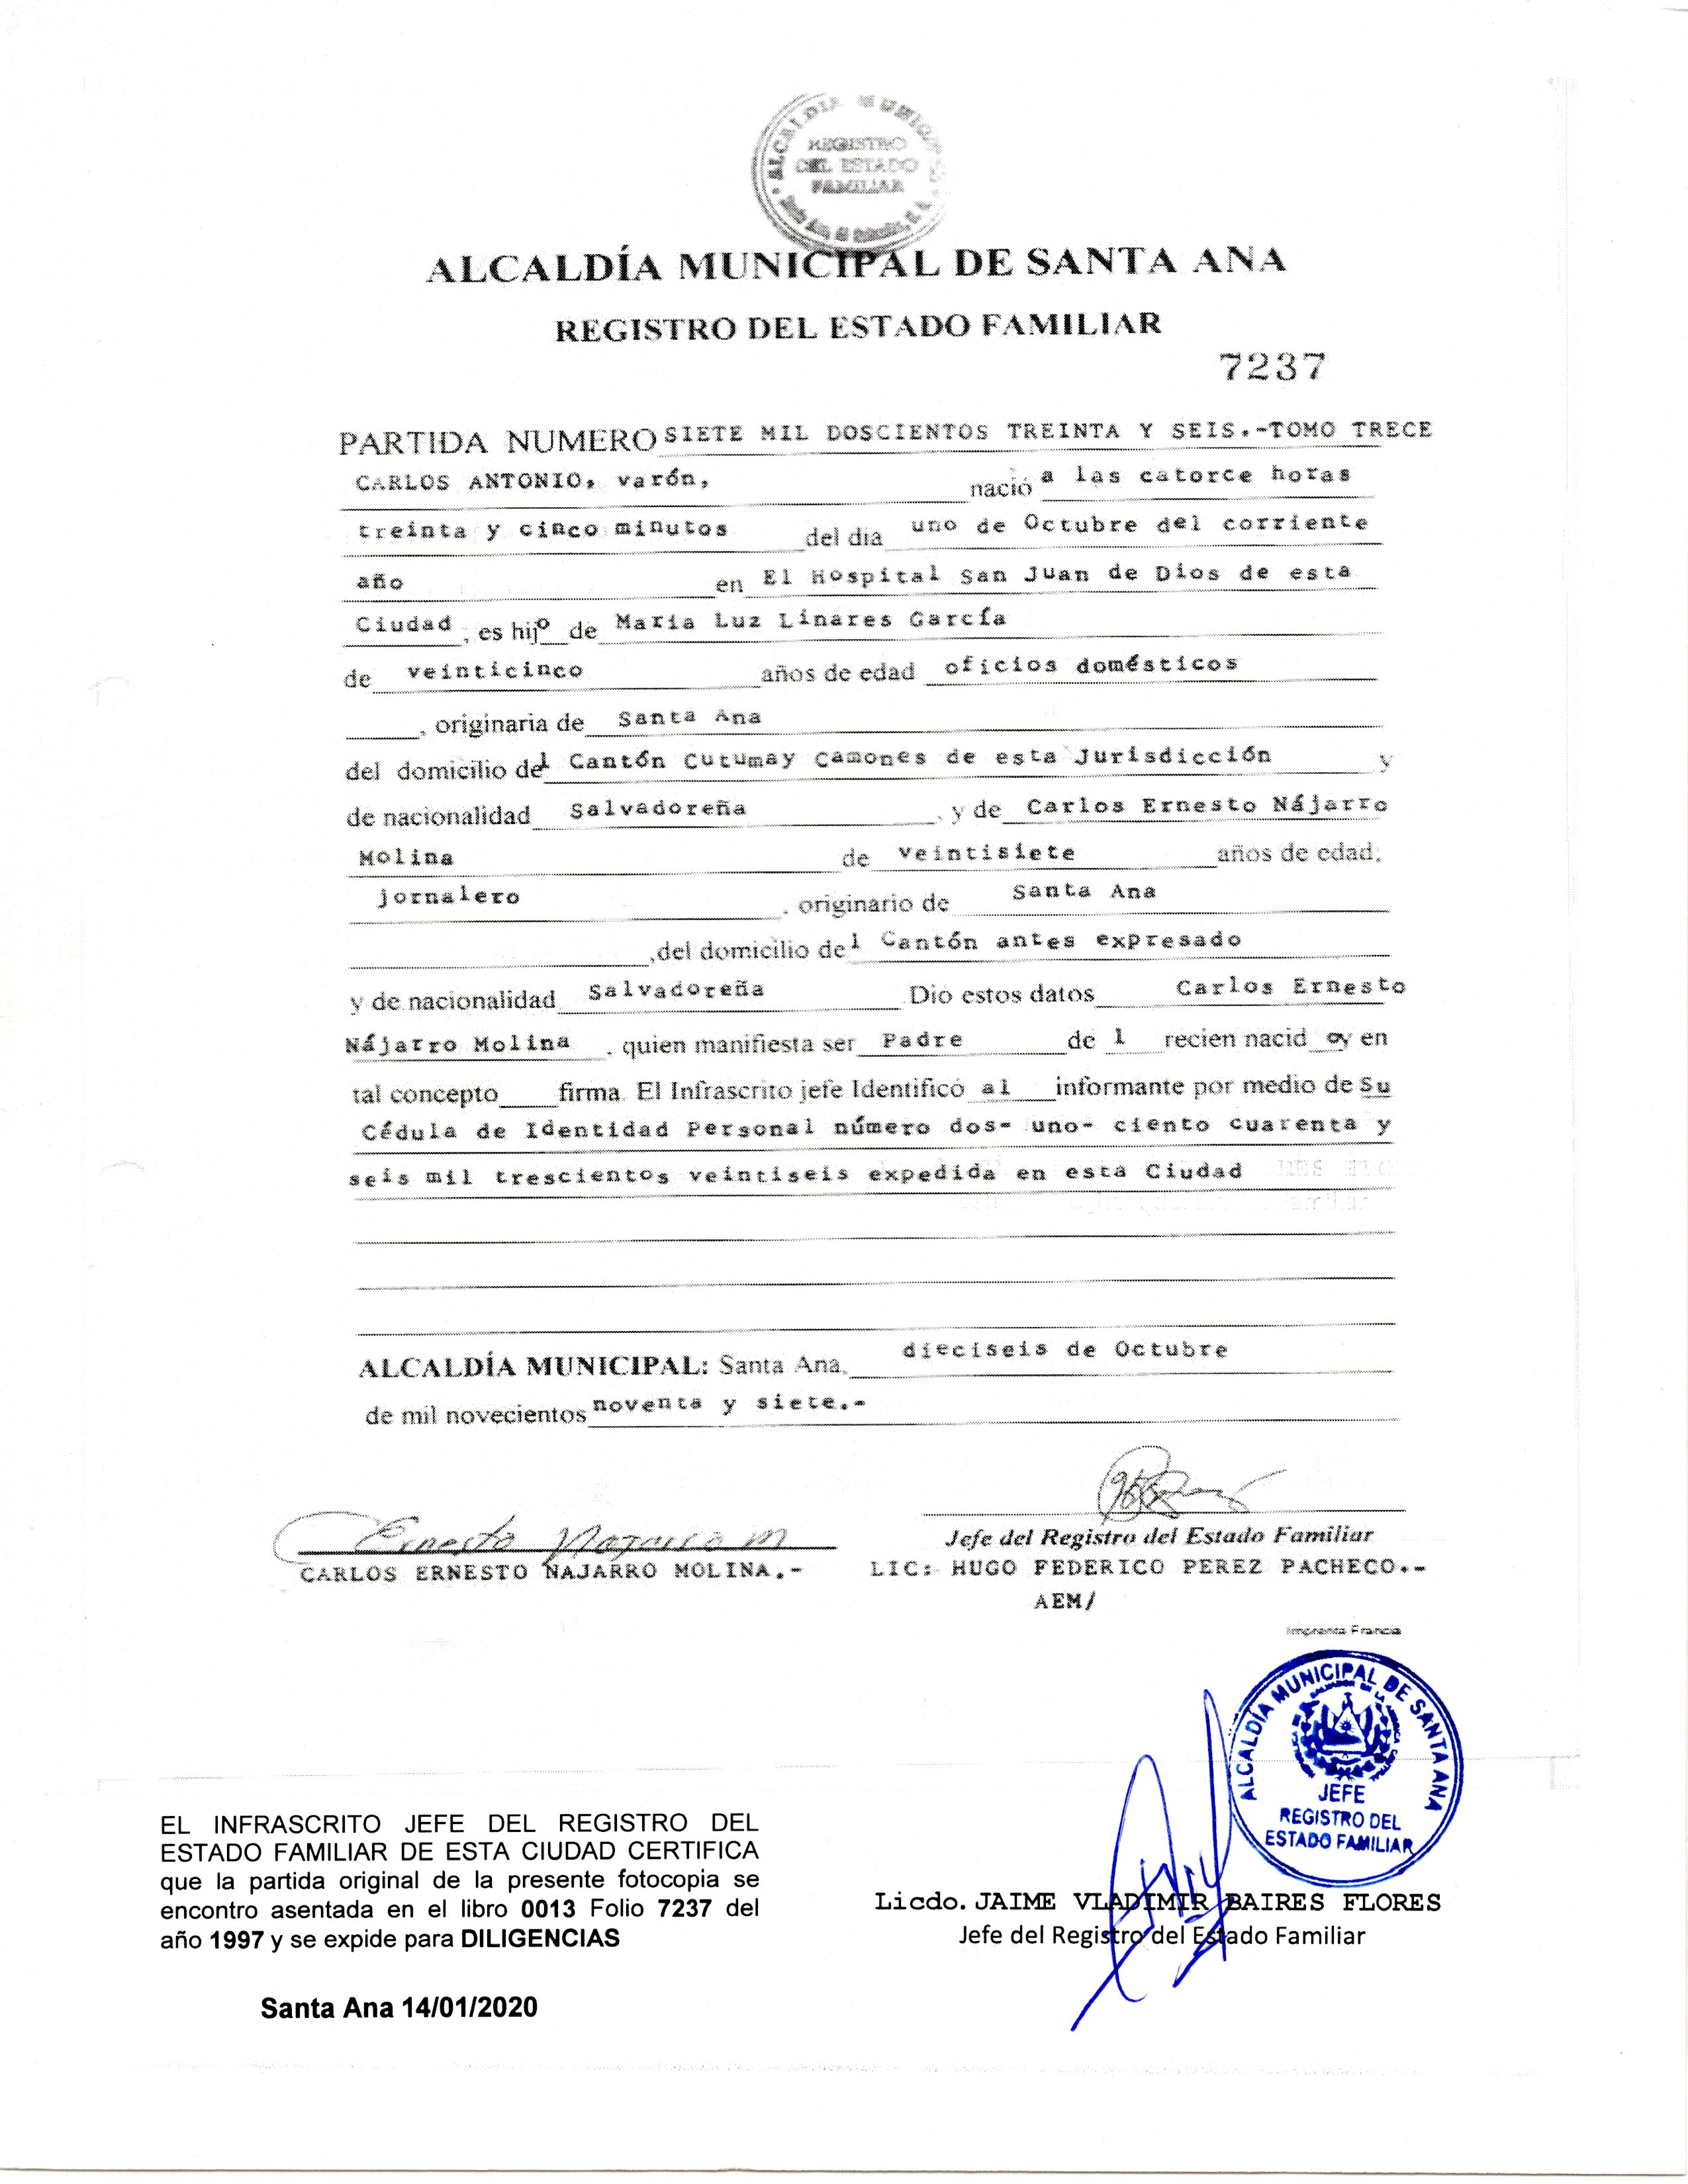 ALCALDIA MUNICIPAL
REGISTRO
DEL ESTADO
FAMILIAR
ALCALDÍA MUNICIPAL DE SANTA ANA
REGISTRO DEL ESTADO FAMILIAR
7237
PARTIDA NUMERO SIETE MIL DOSCIENTOS TREINTA Y SEIS.-TOMO TRECE
CARLOS ANTONIO, varón, nació a las catorce horas
treinta y cinco minutos del dia uno de Octubre del corriente
año en El Hospital San Juan de Dios de esta
Ciudad, es hijo de Maria Luz Linares García
de veinticinco años de edad oficios domésticos
, originaria de Santa Ana
del domicilio del Cantón Cutumay Camones de esta Jurisdicción y
de nacionalidad Salvadoreña, y de Carlos Ernesto Nájarro
Molina de veintisiete años de edad,
jornalero, originario de Santa Ana
,del domicilio del Cantón antes expresado
y de nacionalidad Salvadoreña Dio estos datos Carlos Ernesto
Nájarro Molina, quien manifiesta ser Padre de l recien nacid oy en
tal concepto firma. El Infrascrito jefe Identificó al informante por medio de Su
Cédula de Identidad Personal número dos- uno- ciento cuarenta y
seis mil trescientos veintiseis expedida en esta Ciudad
ALCALDÍA MUNICIPAL: Santa Ana, dieciseis de Octubre
de mil novecientos noventa y siete.-
Ernesto Najarro M
CARLOS ERNESTO NAJARRO MOLINA.-
Jefe del Registro del Estado Familiar
LIC: HUGO FEDERICO PEREZ PACHECO.-
AEM/
Imprenta Francia
ALCALDÍA MUNICIPAL DE SANTA ANA
JEFE
REGISTRO DEL
ESTADO FAMILIAR
EL INFRASCRITO JEFE DEL REGISTRO DEL
ESTADO FAMILIAR DE ESTA CIUDAD CERTIFICA
que la partida original de la presente fotocopia se
encontro asentada en el libro 0013 Folio 7237 del
año 1997 y se expide para DILIGENCIAS
Licdo. JAIME VLADIMIR BAIRES FLORES
Jefe del Registro del Estado Familiar
Santa Ana 14/01/2020